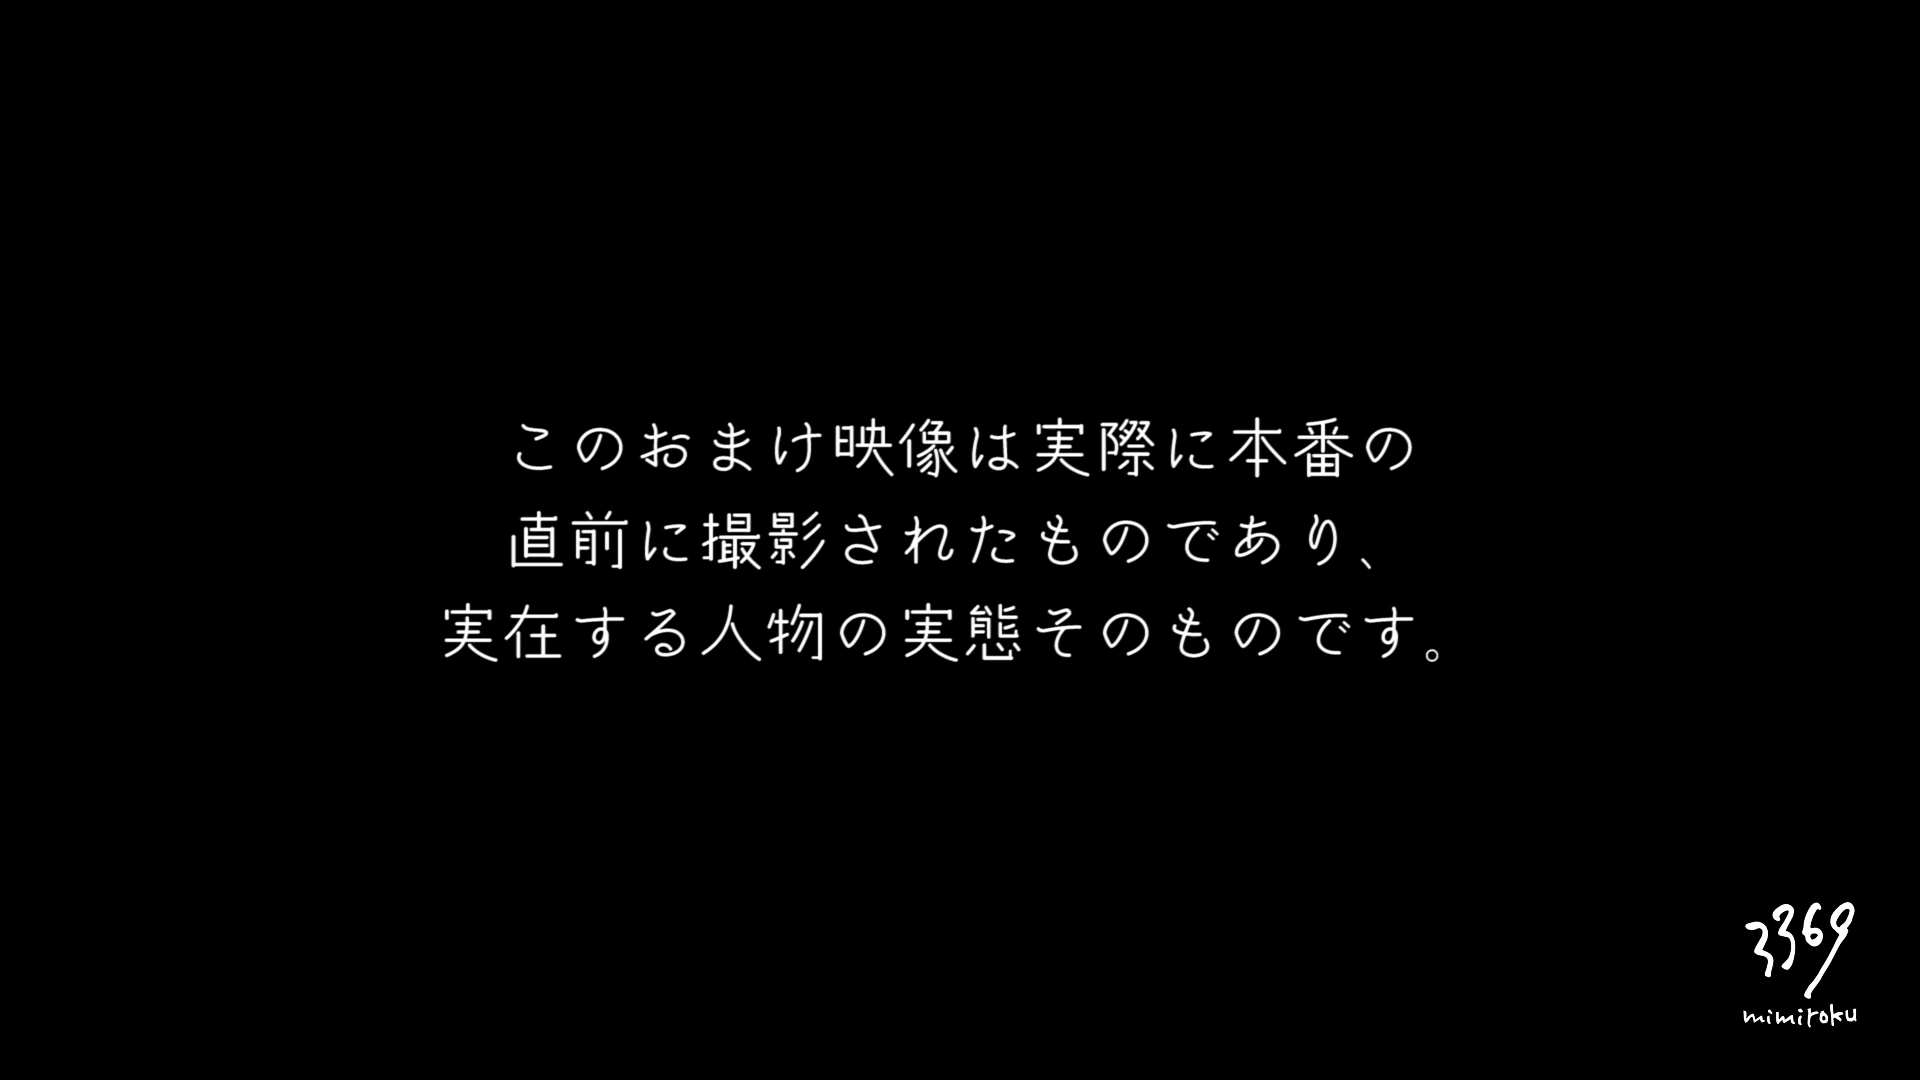 このおまけ映像は実際に本番の
直前に撮影されたものであり、
実在する人物の実態そのものです。
3369
mimiroku